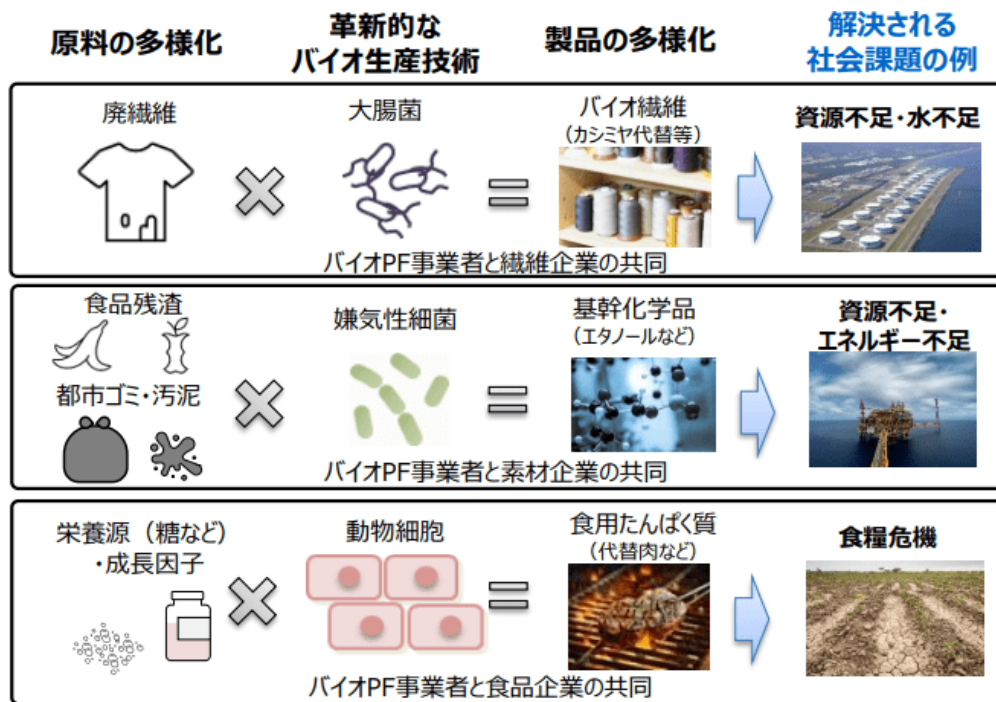 原料の多様化
革新的な
バイオ生産技術
製品の多様化
解決される
社会課題の例
廃繊維
大腸菌
バイオ繊維
（カシミヤ代替等）
資源不足・水不足
バイオPF事業者と繊維企業の共同
食品残渣
都市ゴミ・汚泥
嫌気性細菌
基幹化学品
（エタノールなど）
資源不足・
エネルギー不足
バイオPF事業者と素材企業の共同
栄養源（糖など）
・成長因子
動物細胞
食用たんぱく質
（代替肉など）
食糧危機
バイオPF事業者と食品企業の共同